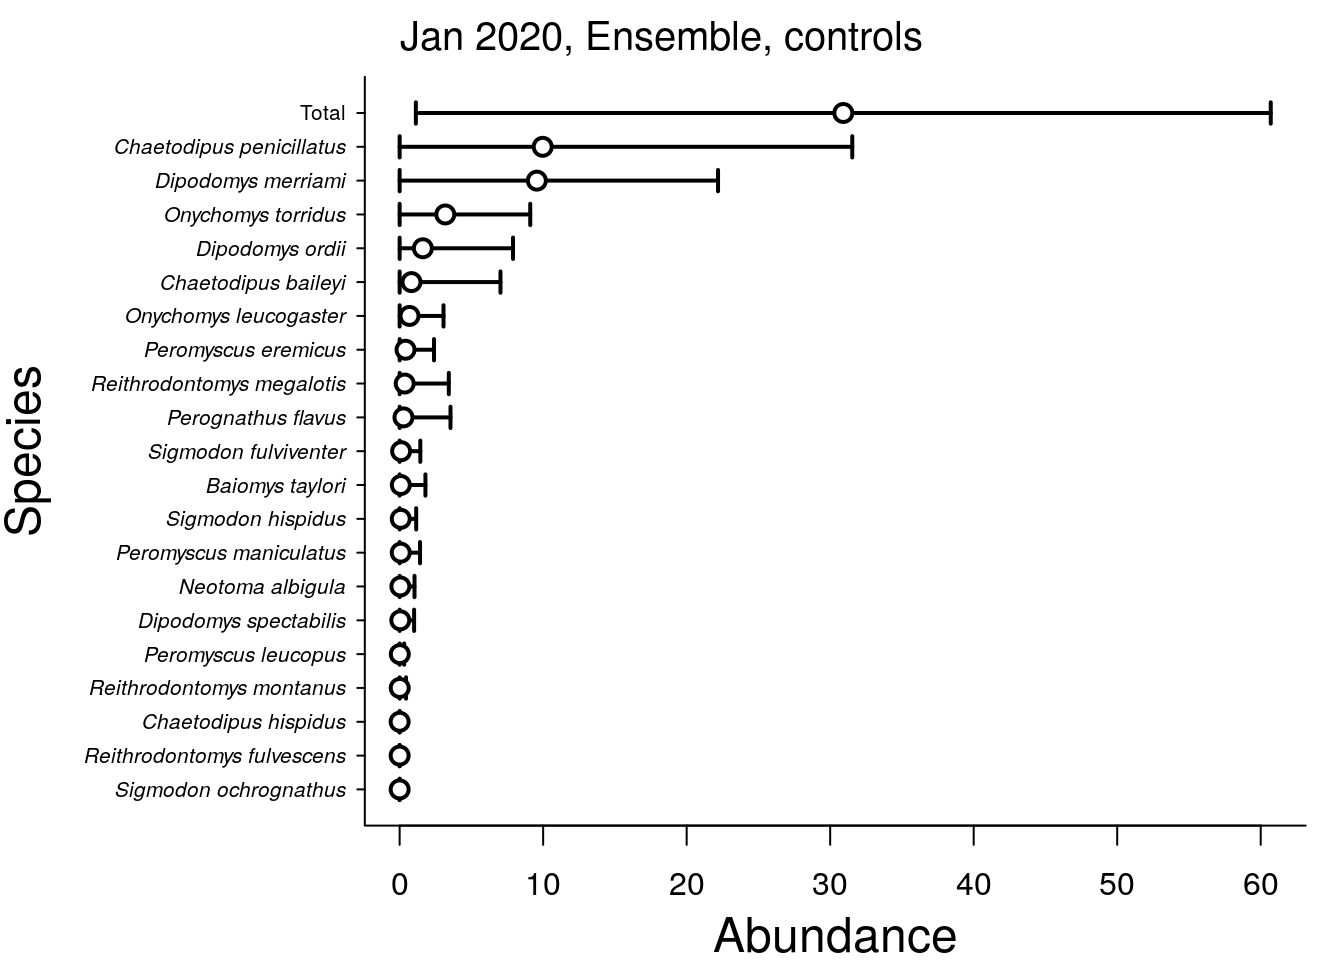 Jan 2020, Ensemble, controls
Total
Chaetodipus penicillatus
Dipodomys merriami
Onychomys torridus
Dipodomys ordii
Chaetodipus baileyi
Onychomys leucogaster
Peromyscus eremicus
Reithrodontomys megalotis
Perognathus flavus
Sigmodon fulviventer
Baiomys taylori
Sigmodon hispidus
Peromyscus maniculatus
Neotoma albigula
Dipodomys spectabilis
Peromyscus leucopus
Reithrodontomys montanus
Chaetodipus hispidus
Reithrodontomys fulvescens
Sigmodon ochrognathus
Species
0 10 20 30 40 50 60
Abundance